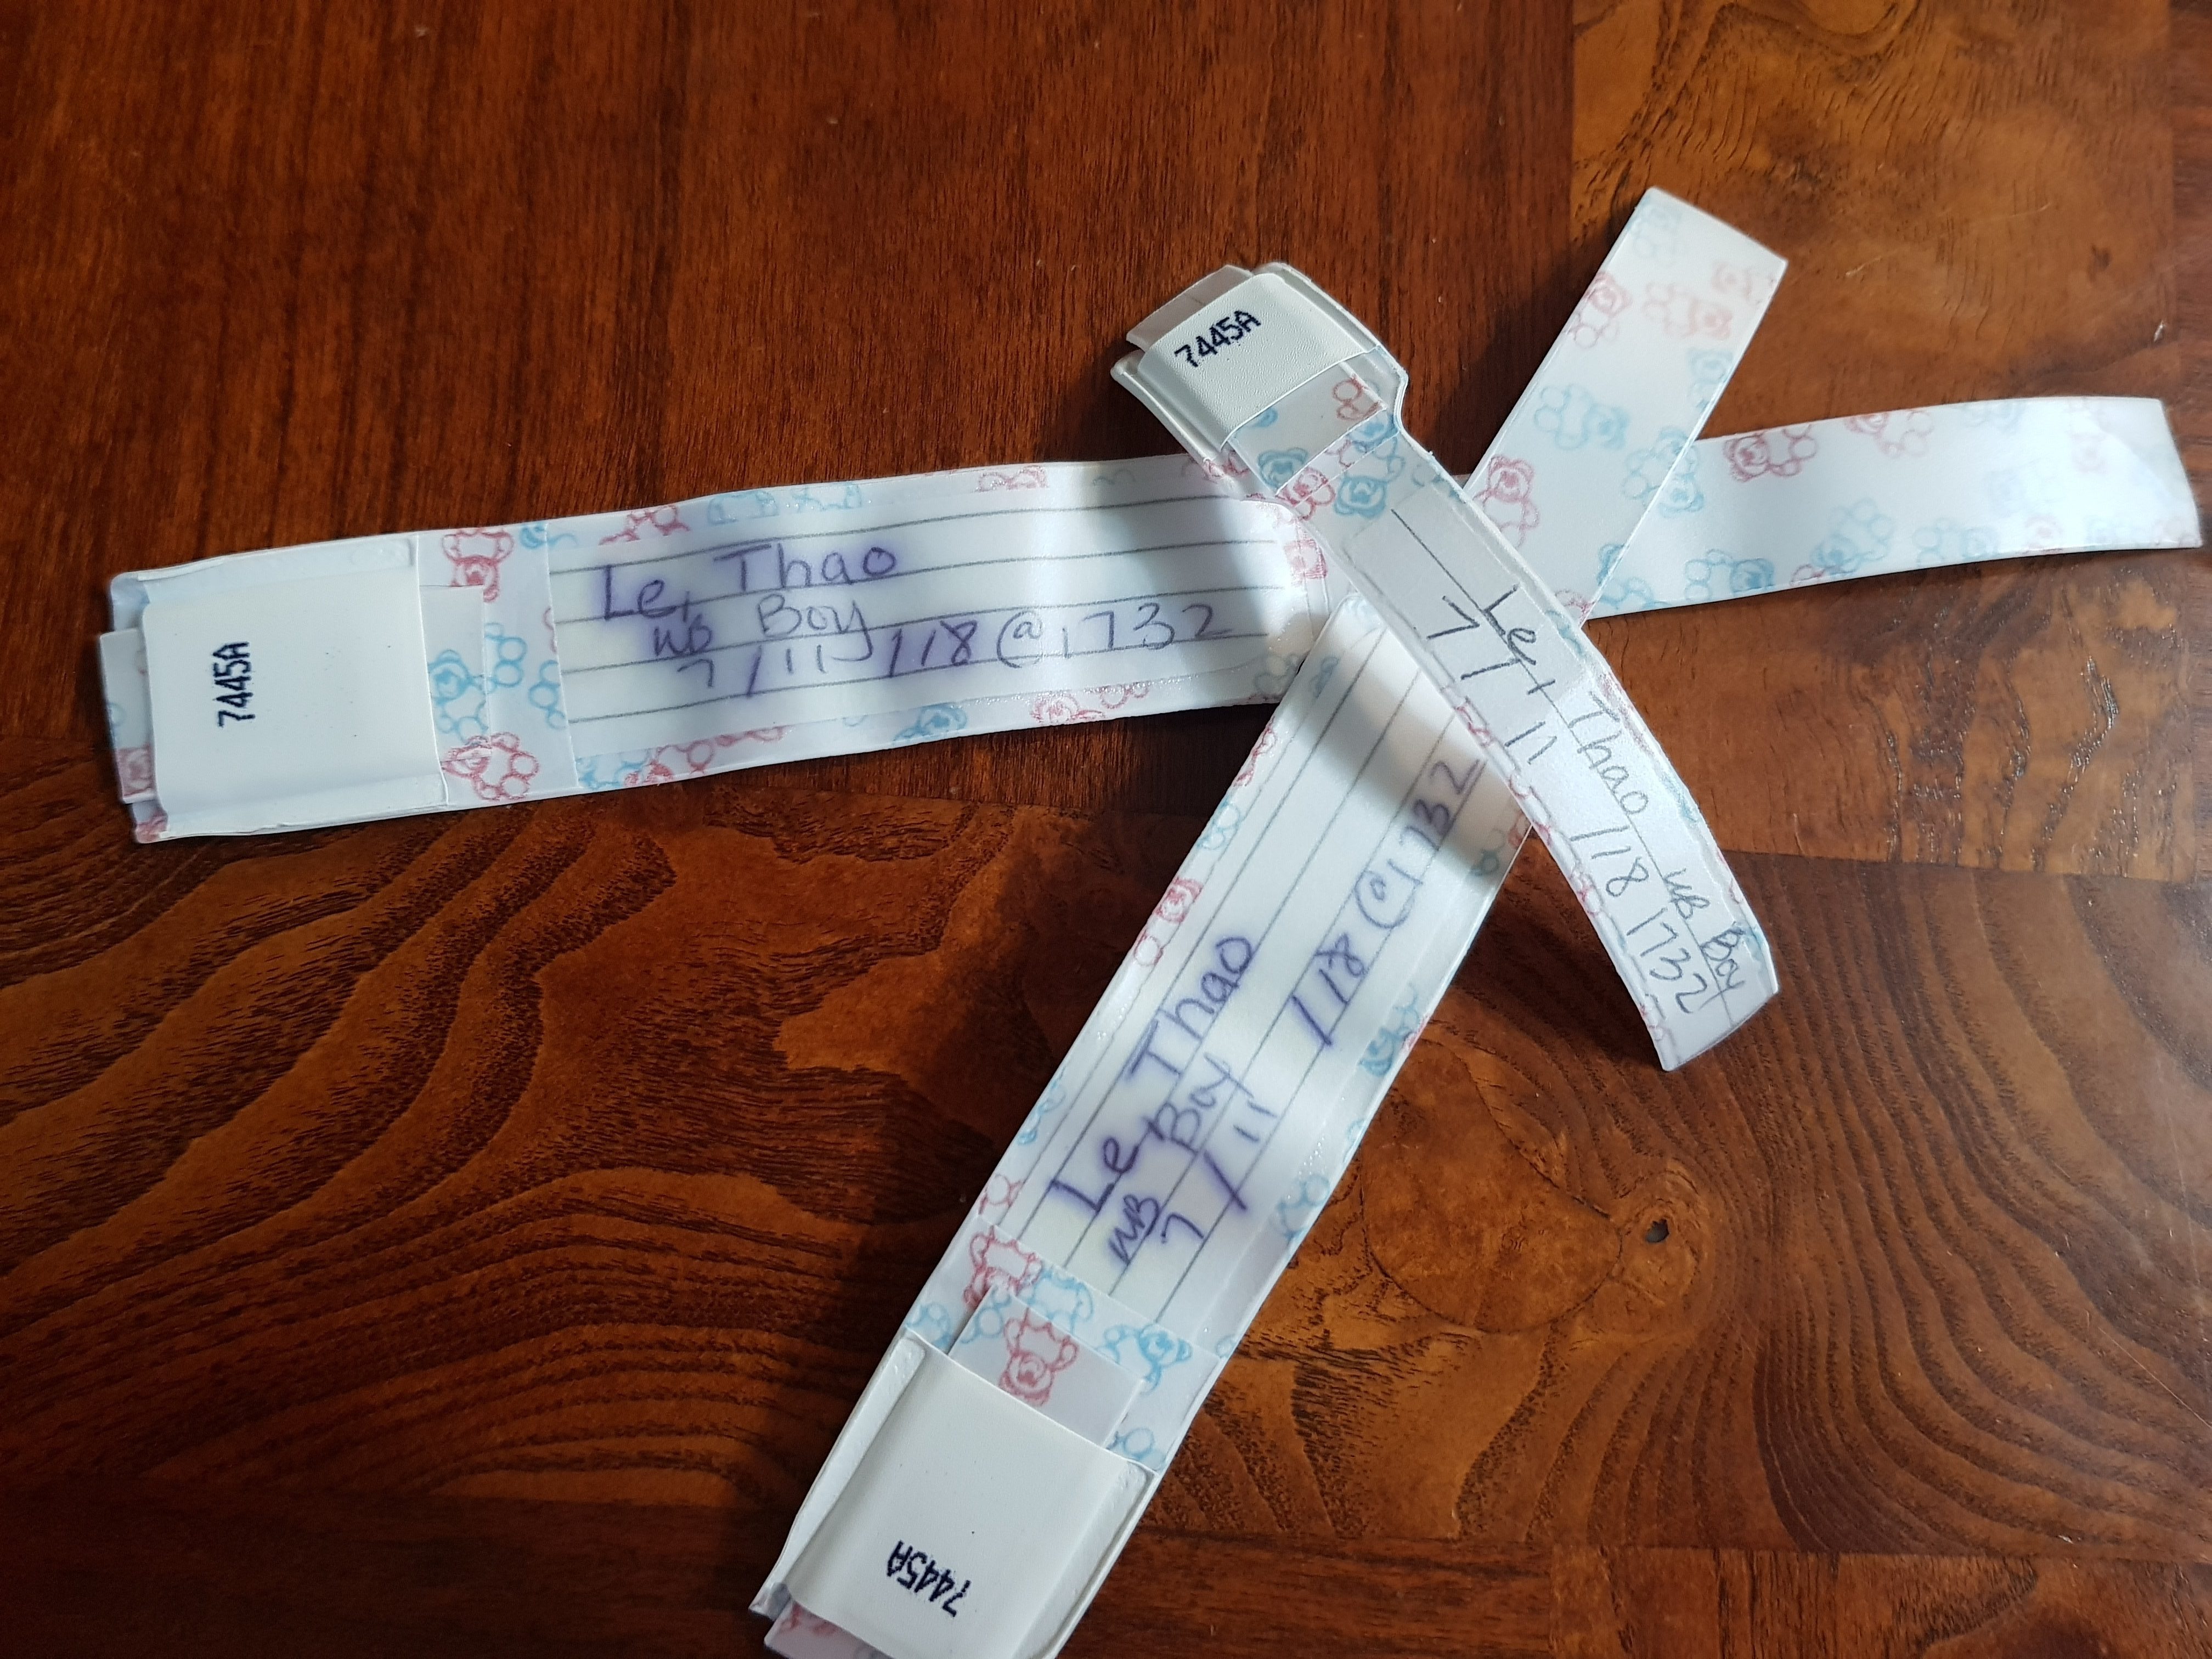 7445A
Le, Thao
NB Boy
7/11/18 @ 1732
7445A
Le, Thao NB Boy
7/11/18 1732
7445A
Le, Thao
NB Boy
7/11/18 @ 1732